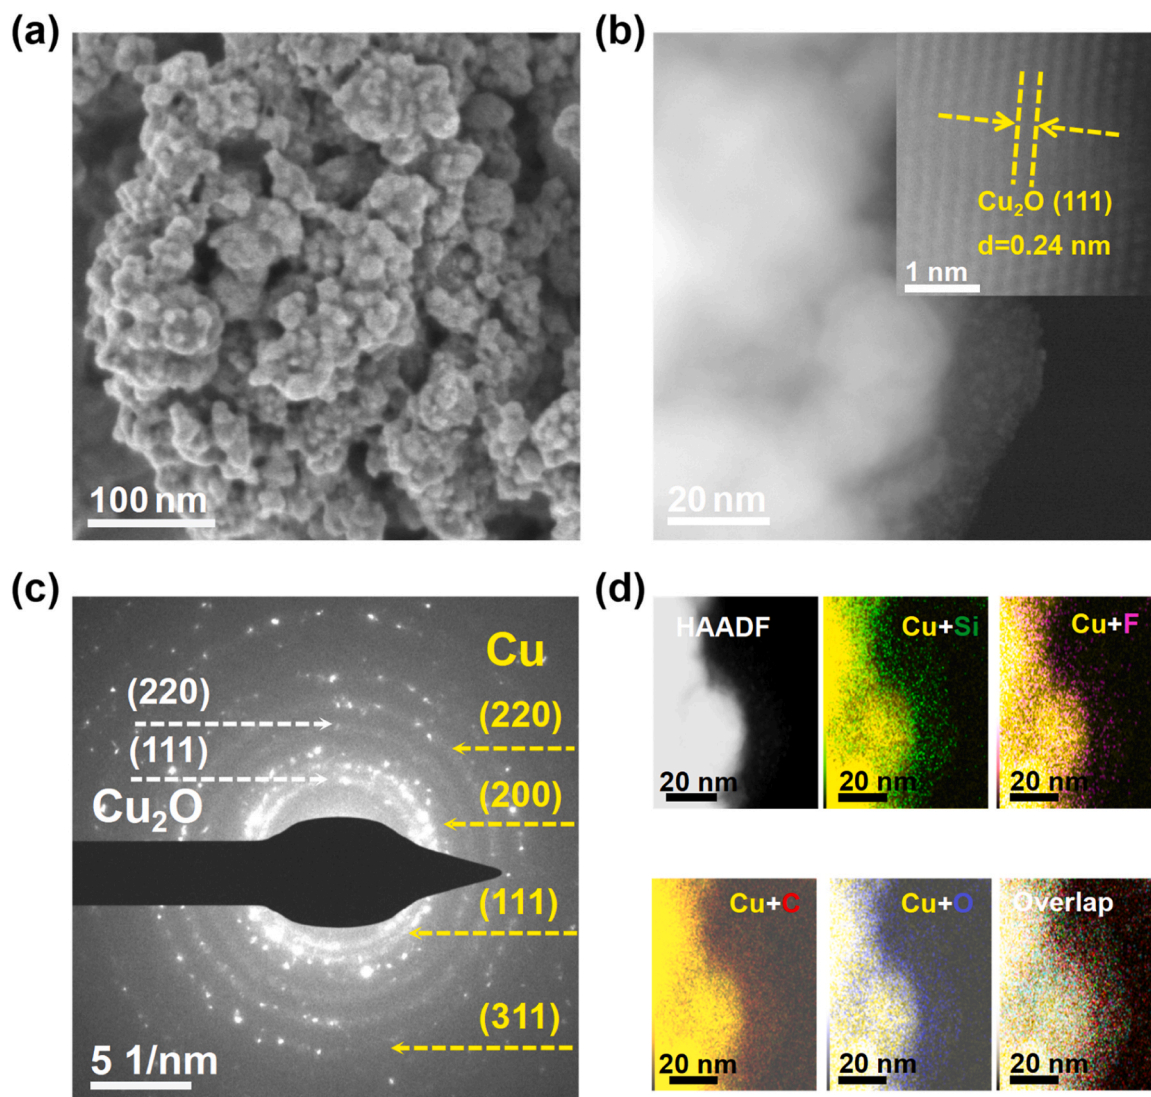 (a)
100 nm
(b)
Cu₂O (111)
d=0.24 nm
1 nm
20 nm
(c)
Cu
(220)
(220)
(111)
(200)
Cu₂O
(111)
(311)
5 1/nm
(d)
HAADF
20 nm
Cu+Si
20 nm
Cu+F
20 nm
Cu+C
20 nm
Cu+O
20 nm
Overlap
20 nm